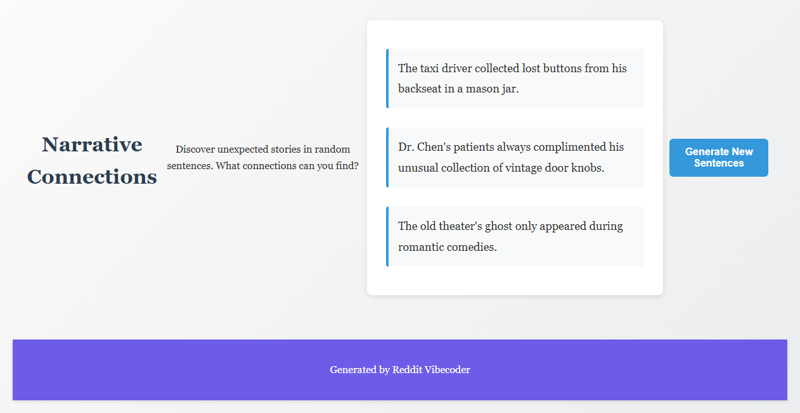 Narrative
Connections
Discover unexpected stories in random
sentences. What connections can you find?
The taxi driver collected lost buttons from his
backseat in a mason jar.
Dr. Chen's patients always complimented his
unusual collection of vintage door knobs.
The old theater's ghost only appeared during
romantic comedies.
Generate New
Sentences
Generated by Reddit Vibecoder